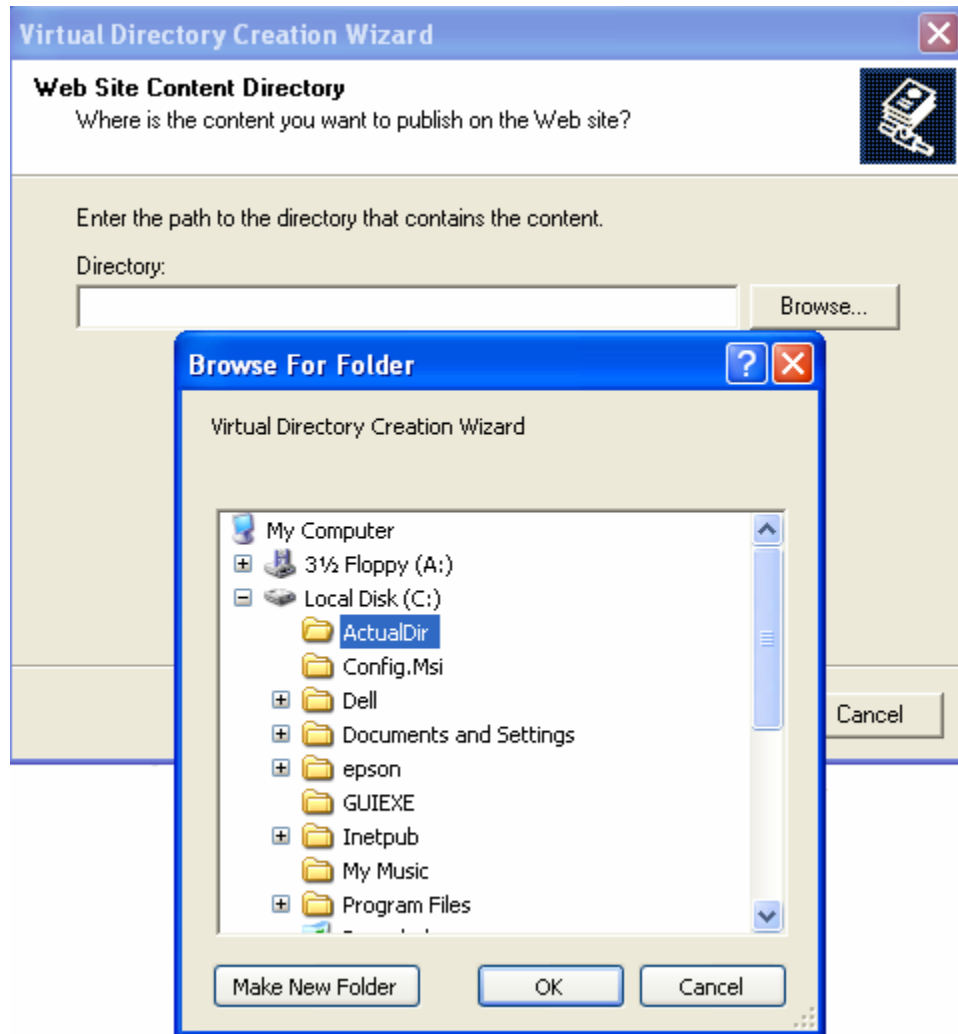 Virtual Directory Creation Wizard
Web Site Content Directory
Where is the content you want to publish on the Web site?
Enter the path to the directory that contains the content.
Directory:
Browse...
Browse For Folder
Virtual Directory Creation Wizard
My Computer
3½ Floppy (A:)
Local Disk (C:)
ActualDir
Config.Msi
Dell
Documents and Settings
epson
GUIEXE
Inetpub
My Music
Program Files
Make New Folder
OK
Cancel
Cancel